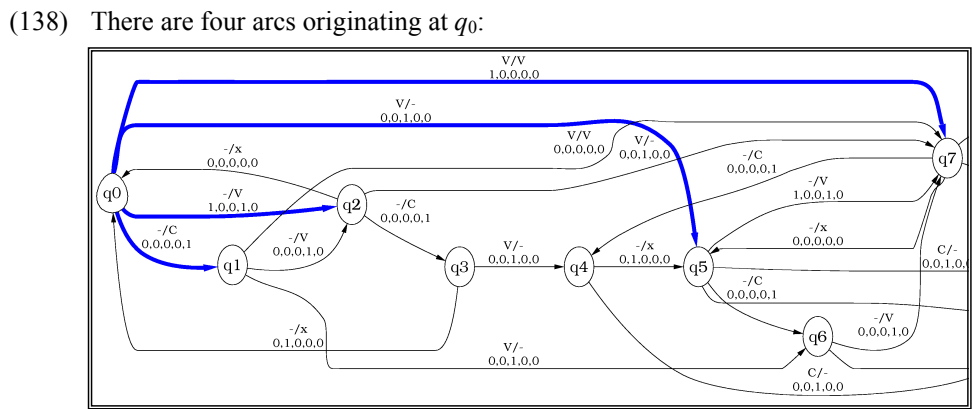 (138) There are four arcs originating at q0:
V/V
1,0,0,0,0
V/-
0,0,1,0,0
V/V
0,0,0,0,0
V/-
0,0,1,0,0
-/x
0,0,0,0,0
-/C
0,0,0,0,1
q7
-/V
1,0,0,1,0
q0
-/V
1,0,0,1,0
q2
-/C
0,0,0,0,1
-/C
0,0,0,0,1
-/V
0,0,0,1,0
-/x
0,0,0,0,0
q1
q3
V/-
0,0,1,0,0
q4
-/x
0,1,0,0,0
q5
C/-
0,0,1,0
-/C
0,0,0,0,1
-/x
0,1,0,0,0
V/-
0,0,1,0,0
q6
-/V
0,0,0,1,0
C/-
0,0,1,0,0